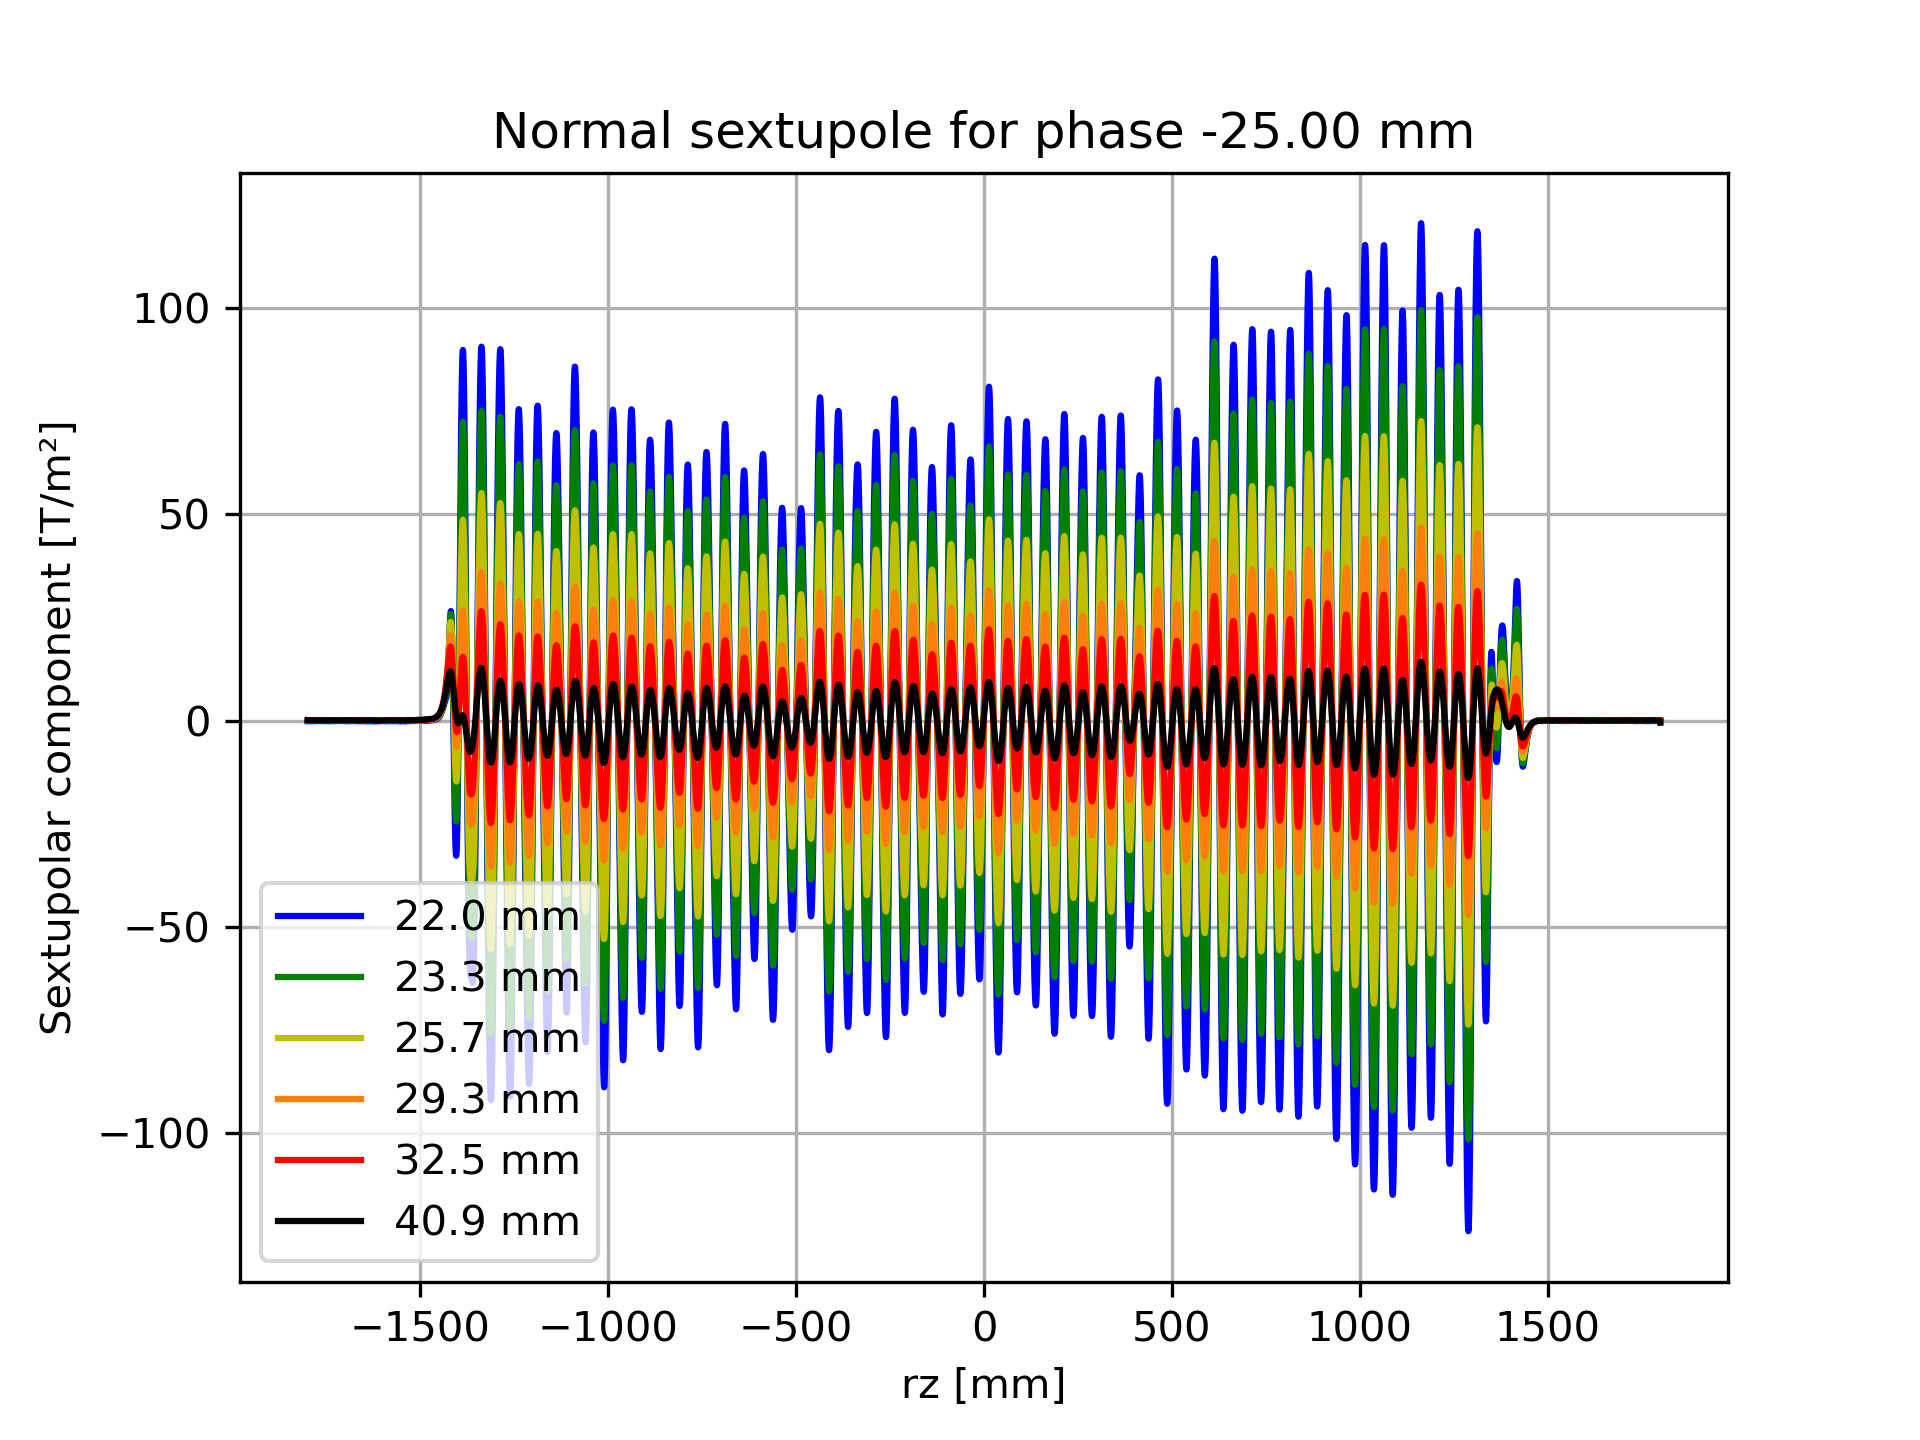 Normal sextupole for phase -25.00 mm
Sextupolar component [T/m²]
100
50
0
−50
−100
22.0 mm
23.3 mm
25.7 mm
29.3 mm
32.5 mm
40.9 mm
−1500 −1000 −500 0 500 1000 1500
rz [mm]